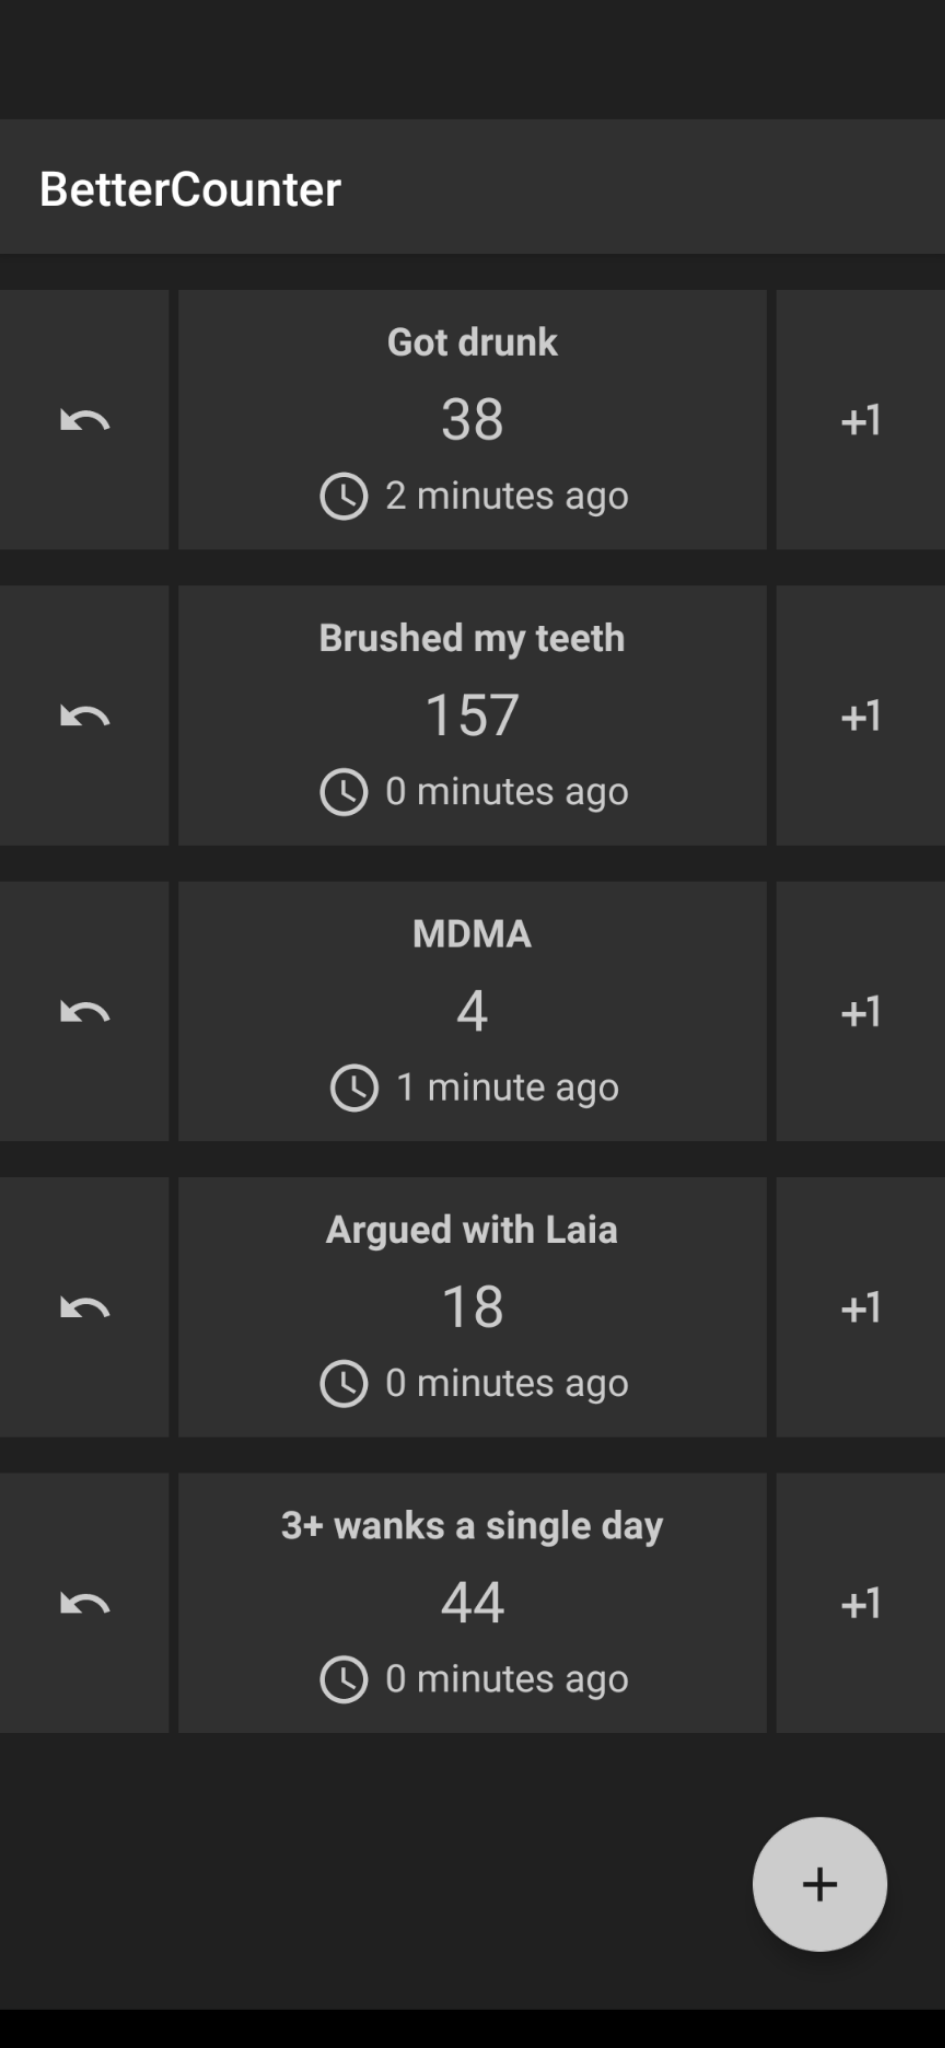 BetterCounter
Got drunk
38
+1
2 minutes ago
Brushed my teeth
157
+1
0 minutes ago
MDMA
4
+1
1 minute ago
Argued with Laia
18
+1
0 minutes ago
3+ wanks a single day
44
+1
0 minutes ago
+